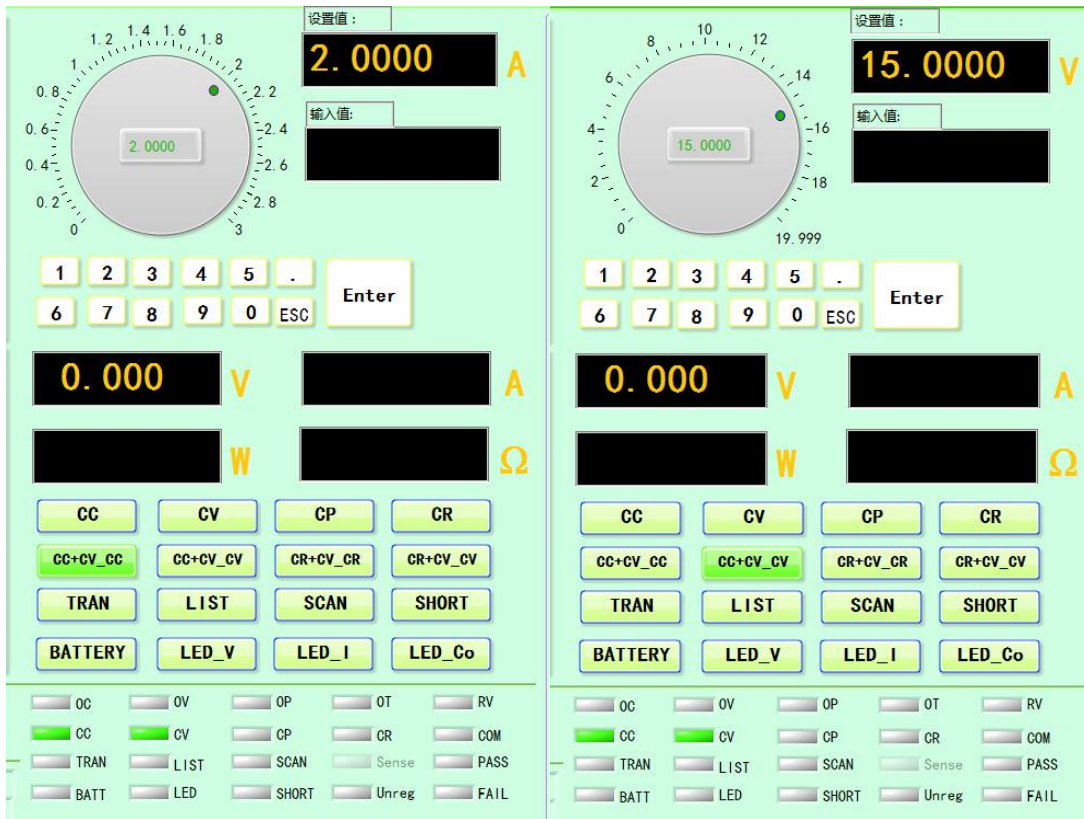 设置值：
2.0000 A
输入值:
0 0.2 0.4 0.6 0.8 1 1.2 1.4 1.6 1.8 2 2.2 2.4 2.6 2.8 3
2.0000
1 2 3 4 5 .
6 7 8 9 0 ESC
Enter
0.000 V A
W Ω
CC CV CP CR
CC+CV_CC CC+CV_CV CR+CV_CR CR+CV_CV
TRAN LIST SCAN SHORT
BATTERY LED_V LED_I LED_Co
OC OV OP OT RV
CC CV CP CR COM
TRAN LIST SCAN Sense PASS
BATT LED SHORT Unreg FAIL
设置值：
15.0000 V
输入值:
0 2 4 6 8 10 12 14 16 18 19.999
15.0000
1 2 3 4 5 .
6 7 8 9 0 ESC
Enter
0.000 V A
W Ω
CC CV CP CR
CC+CV_CC CC+CV_CV CR+CV_CR CR+CV_CV
TRAN LIST SCAN SHORT
BATTERY LED_V LED_I LED_Co
OC OV OP OT RV
CC CV CP CR COM
TRAN LIST SCAN Sense PASS
BATT LED SHORT Unreg FAIL